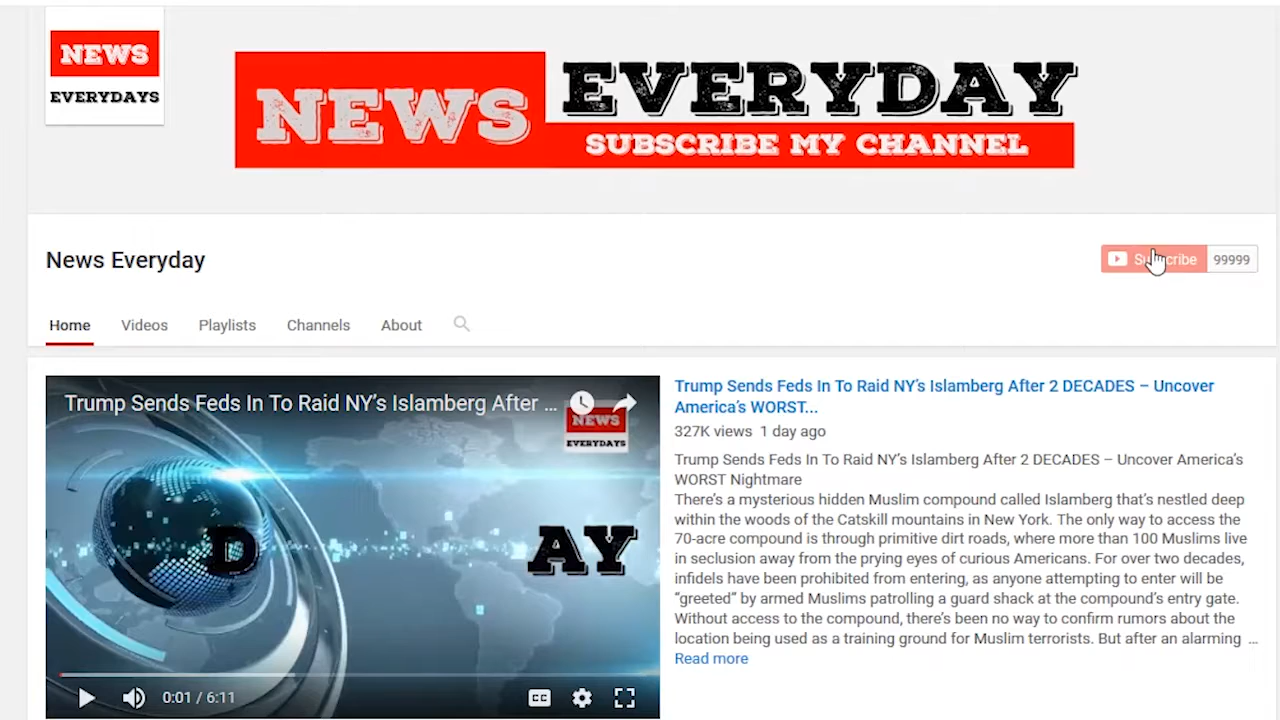 NEWS
EVERYDAYS
NEWS
EVERYDAY
SUBSCRIBE MY CHANNEL
News Everyday
Subscribe 99999
Home Videos Playlists Channels About
Trump Sends Feds In To Raid NY's Islamberg After ...
NEWS
EVERYDAYS
D AY
0:01 / 6:11
CC
Trump Sends Feds In To Raid NY's Islamberg After 2 DECADES – Uncover
America's WORST...
327K views 1 day ago
Trump Sends Feds In To Raid NY's Islamberg After 2 DECADES – Uncover America's
WORST Nightmare
There's a mysterious hidden Muslim compound called Islamberg that's nestled deep
within the woods of the Catskill mountains in New York. The only way to access the
70-acre compound is through primitive dirt roads, where more than 100 Muslims live
in seclusion away from the prying eyes of curious Americans. For over two decades,
infidels have been prohibited from entering, as anyone attempting to enter will be
“greeted” by armed Muslims patrolling a guard shack at the compound's entry gate.
Without access to the compound, there's been no way to confirm rumors about the
location being used as a training ground for Muslim terrorists. But after an alarming ...
Read more